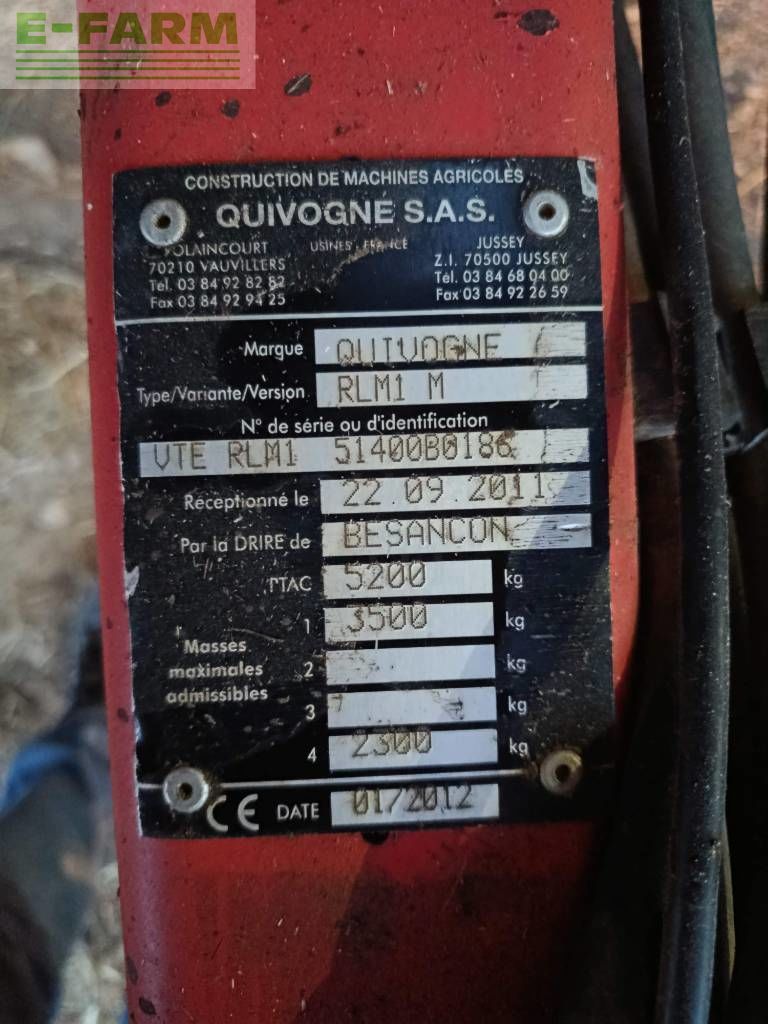 E-FARM
CONSTRUCTION DE MACHINES AGRICOLES
QUIVOGNE S.A.S.
USINES FRANCE
POLAINCOURT
70210 VAUVILLERS
Tel. 03 84 92 82 82
Fax 03 84 92 94 25
JUSSEY
Z.I. 70500 JUSSEY
Tel. 03 84 68 04 00
Fax 03 84 92 26 59
Marque QUIVOGNE
Type/Variante/Version RLM1 M
N° de série ou d'identification
VTE RLM1 51400B0186
Réceptionné le 22 09 2011
Par la DRIRE de BESANCON
PTAC 5200 kg
Masses maximales admissibles
1 3500 kg
2 kg
3 kg
4 2300 kg
CE DATE 01/2012